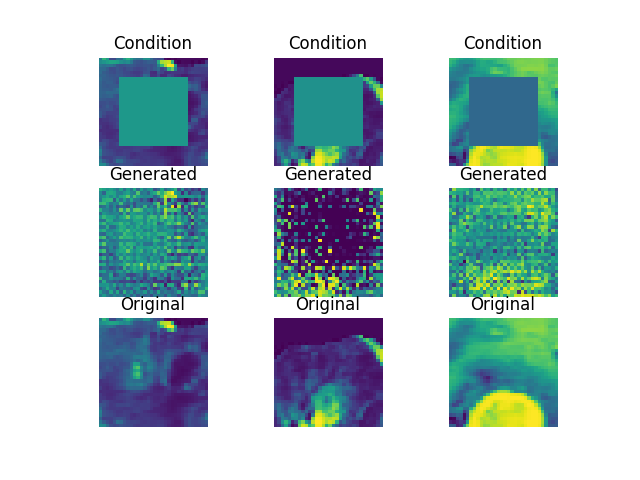 Condition Condition Condition
Generated Generated Generated
Original Original Original